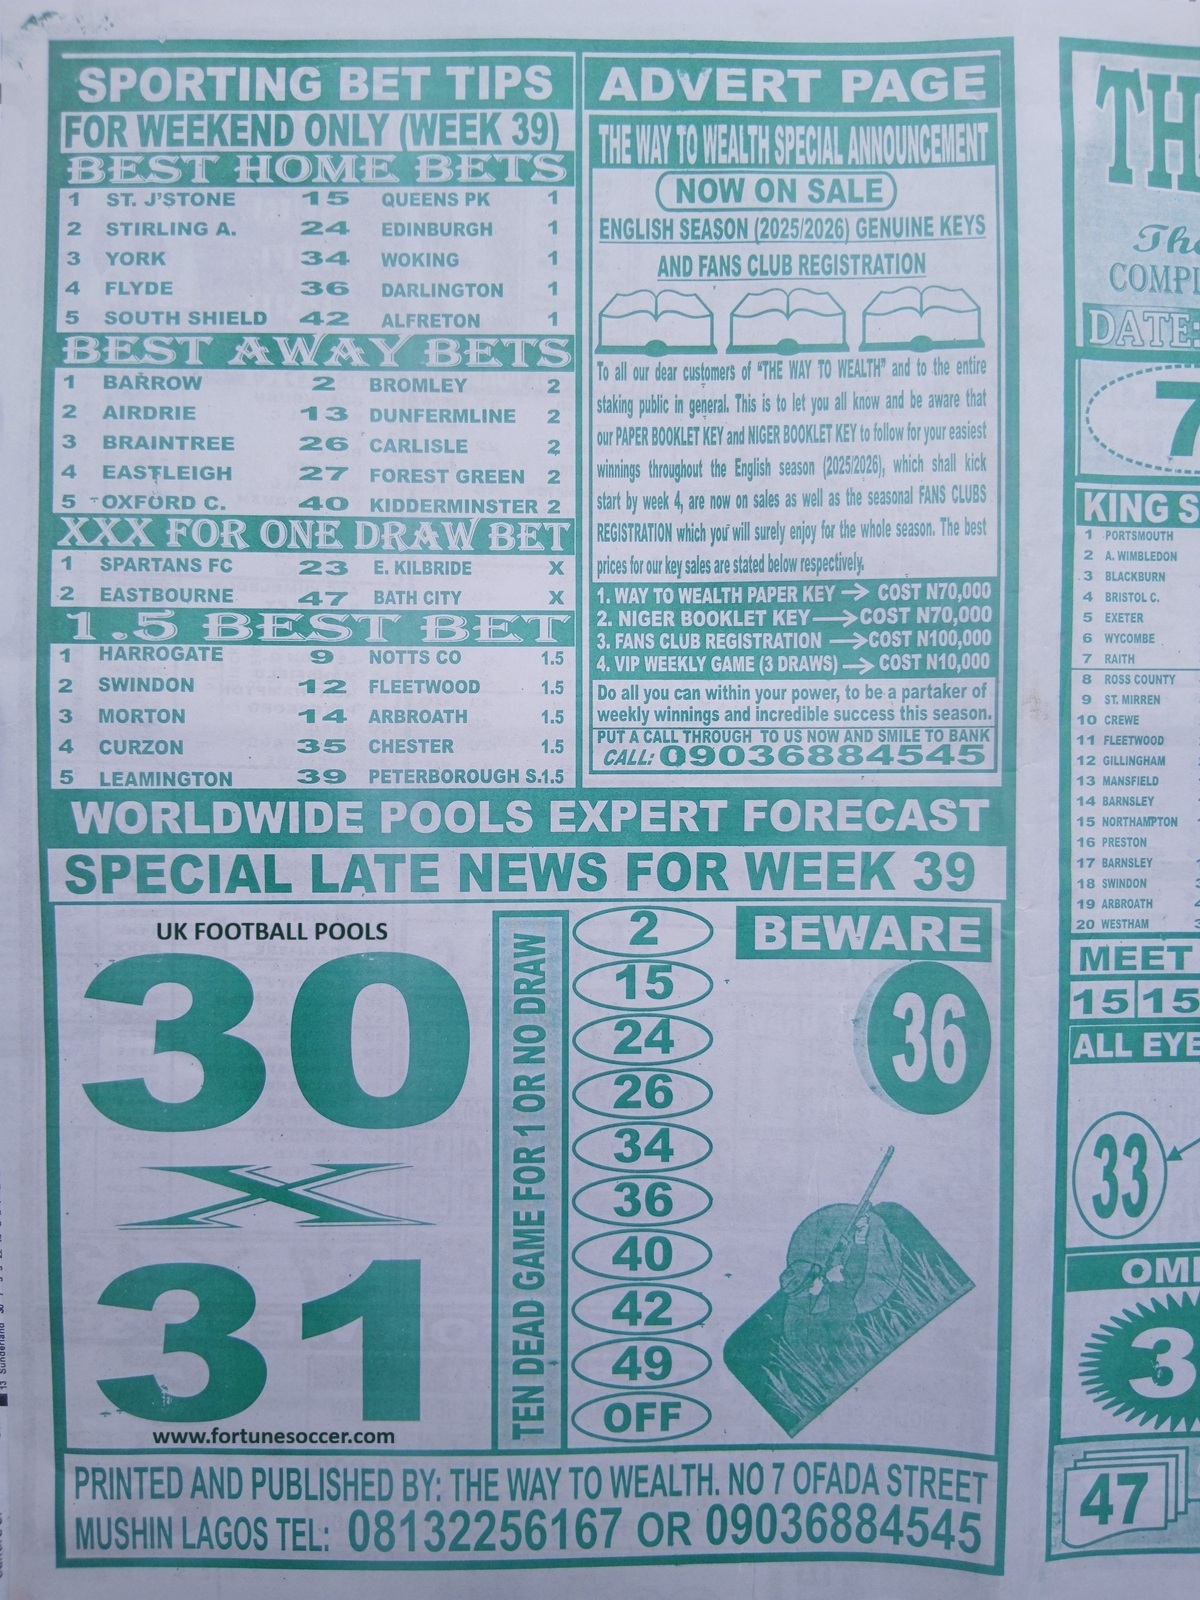 SPORTING BET TIPS
FOR WEEKEND ONLY (WEEK 39)
BEST HOME BETS
1 ST. J'STONE 15 QUEENS PK 1
2 STIRLING A. 24 EDINBURGH 1
3 YORK 34 WOKING 1
4 FLYDE 36 DARLINGTON 1
5 SOUTH SHIELD 42 ALFRETON 1
BEST AWAY BETS
1 BARROW 2 BROMLEY 2
2 AIRDRIE 13 DUNFERMLINE 2
3 BRAINTREE 26 CARLISLE 2
4 EASTLEIGH 27 FOREST GREEN 2
5 OXFORD C. 40 KIDDERMINSTER 2
XXX FOR ONE DRAW BET
1 SPARTANS FC 23 E. KILBRIDE X
2 EASTBOURNE 47 BATH CITY X
1.5 BEST BET
1 HARROGATE 9 NOTTS CO 1.5
2 SWINDON 12 FLEETWOOD 1.5
3 MORTON 14 ARBROATH 1.5
4 CURZON 35 CHESTER 1.5
5 LEAMINGTON 39 PETERBOROUGH S.1.5
ADVERT PAGE
THE WAY TO WEALTH SPECIAL ANNOUNCEMENT
NOW ON SALE
ENGLISH SEASON (2025/2026) GENUINE KEYS
AND FANS CLUB REGISTRATION
To all our dear customers of "THE WAY TO WEALTH" and to the entire
staking public in general. This is to let you all know and be aware that
our PAPER BOOKLET KEY and NIGER BOOKLET KEY to follow for your easiest
winnings throughout the English season (2025/2026), which shall kick
start by week 4, are now on sales as well as the seasonal FANS CLUBS
REGISTRATION which you will surely enjoy for the whole season. The best
prices for our key sales are stated below respectively.
1. WAY TO WEALTH PAPER KEY → COST N70,000
2. NIGER BOOKLET KEY → COST N70,000
3. FANS CLUB REGISTRATION → COST N100,000
4. VIP WEEKLY GAME (3 DRAWS) → COST N10,000
Do all you can within your power, to be a partaker of
weekly winnings and incredible success this season.
PUT A CALL THROUGH TO US NOW AND SMILE TO BANK
CALL: 09036884545
WORLDWIDE POOLS EXPERT FORECAST
SPECIAL LATE NEWS FOR WEEK 39
UK FOOTBALL POOLS
30
X
31
www.fortunesoccer.com
TEN DEAD GAME FOR 1 OR NO DRAW
2
15
24
26
34
36
40
42
49
OFF
BEWARE
36
PRINTED AND PUBLISHED BY: THE WAY TO WEALTH. NO 7 OFADA STREET
MUSHIN LAGOS TEL: 08132256167 OR 09036884545
TH
The
COMPI
DATE:
7
KING S
1 PORTSMOUTH
2 A. WIMBLEDON
3 BLACKBURN
4 BRISTOL C.
5 EXETER
6 WYCOMBE
7 RAITH
8 ROSS COUNTY
9 ST. MIRREN
10 CREWE
11 FLEETWOOD
12 GILLINGHAM
13 MANSFIELD
14 BARNSLEY
15 NORTHAMPTON
16 PRESTON
17 BARNSLEY
18 SWINDON
19 ARBROATH
20 WESTHAM
MEET
15 15
ALL EYE
33
OMI
3
47
13 Sunderland